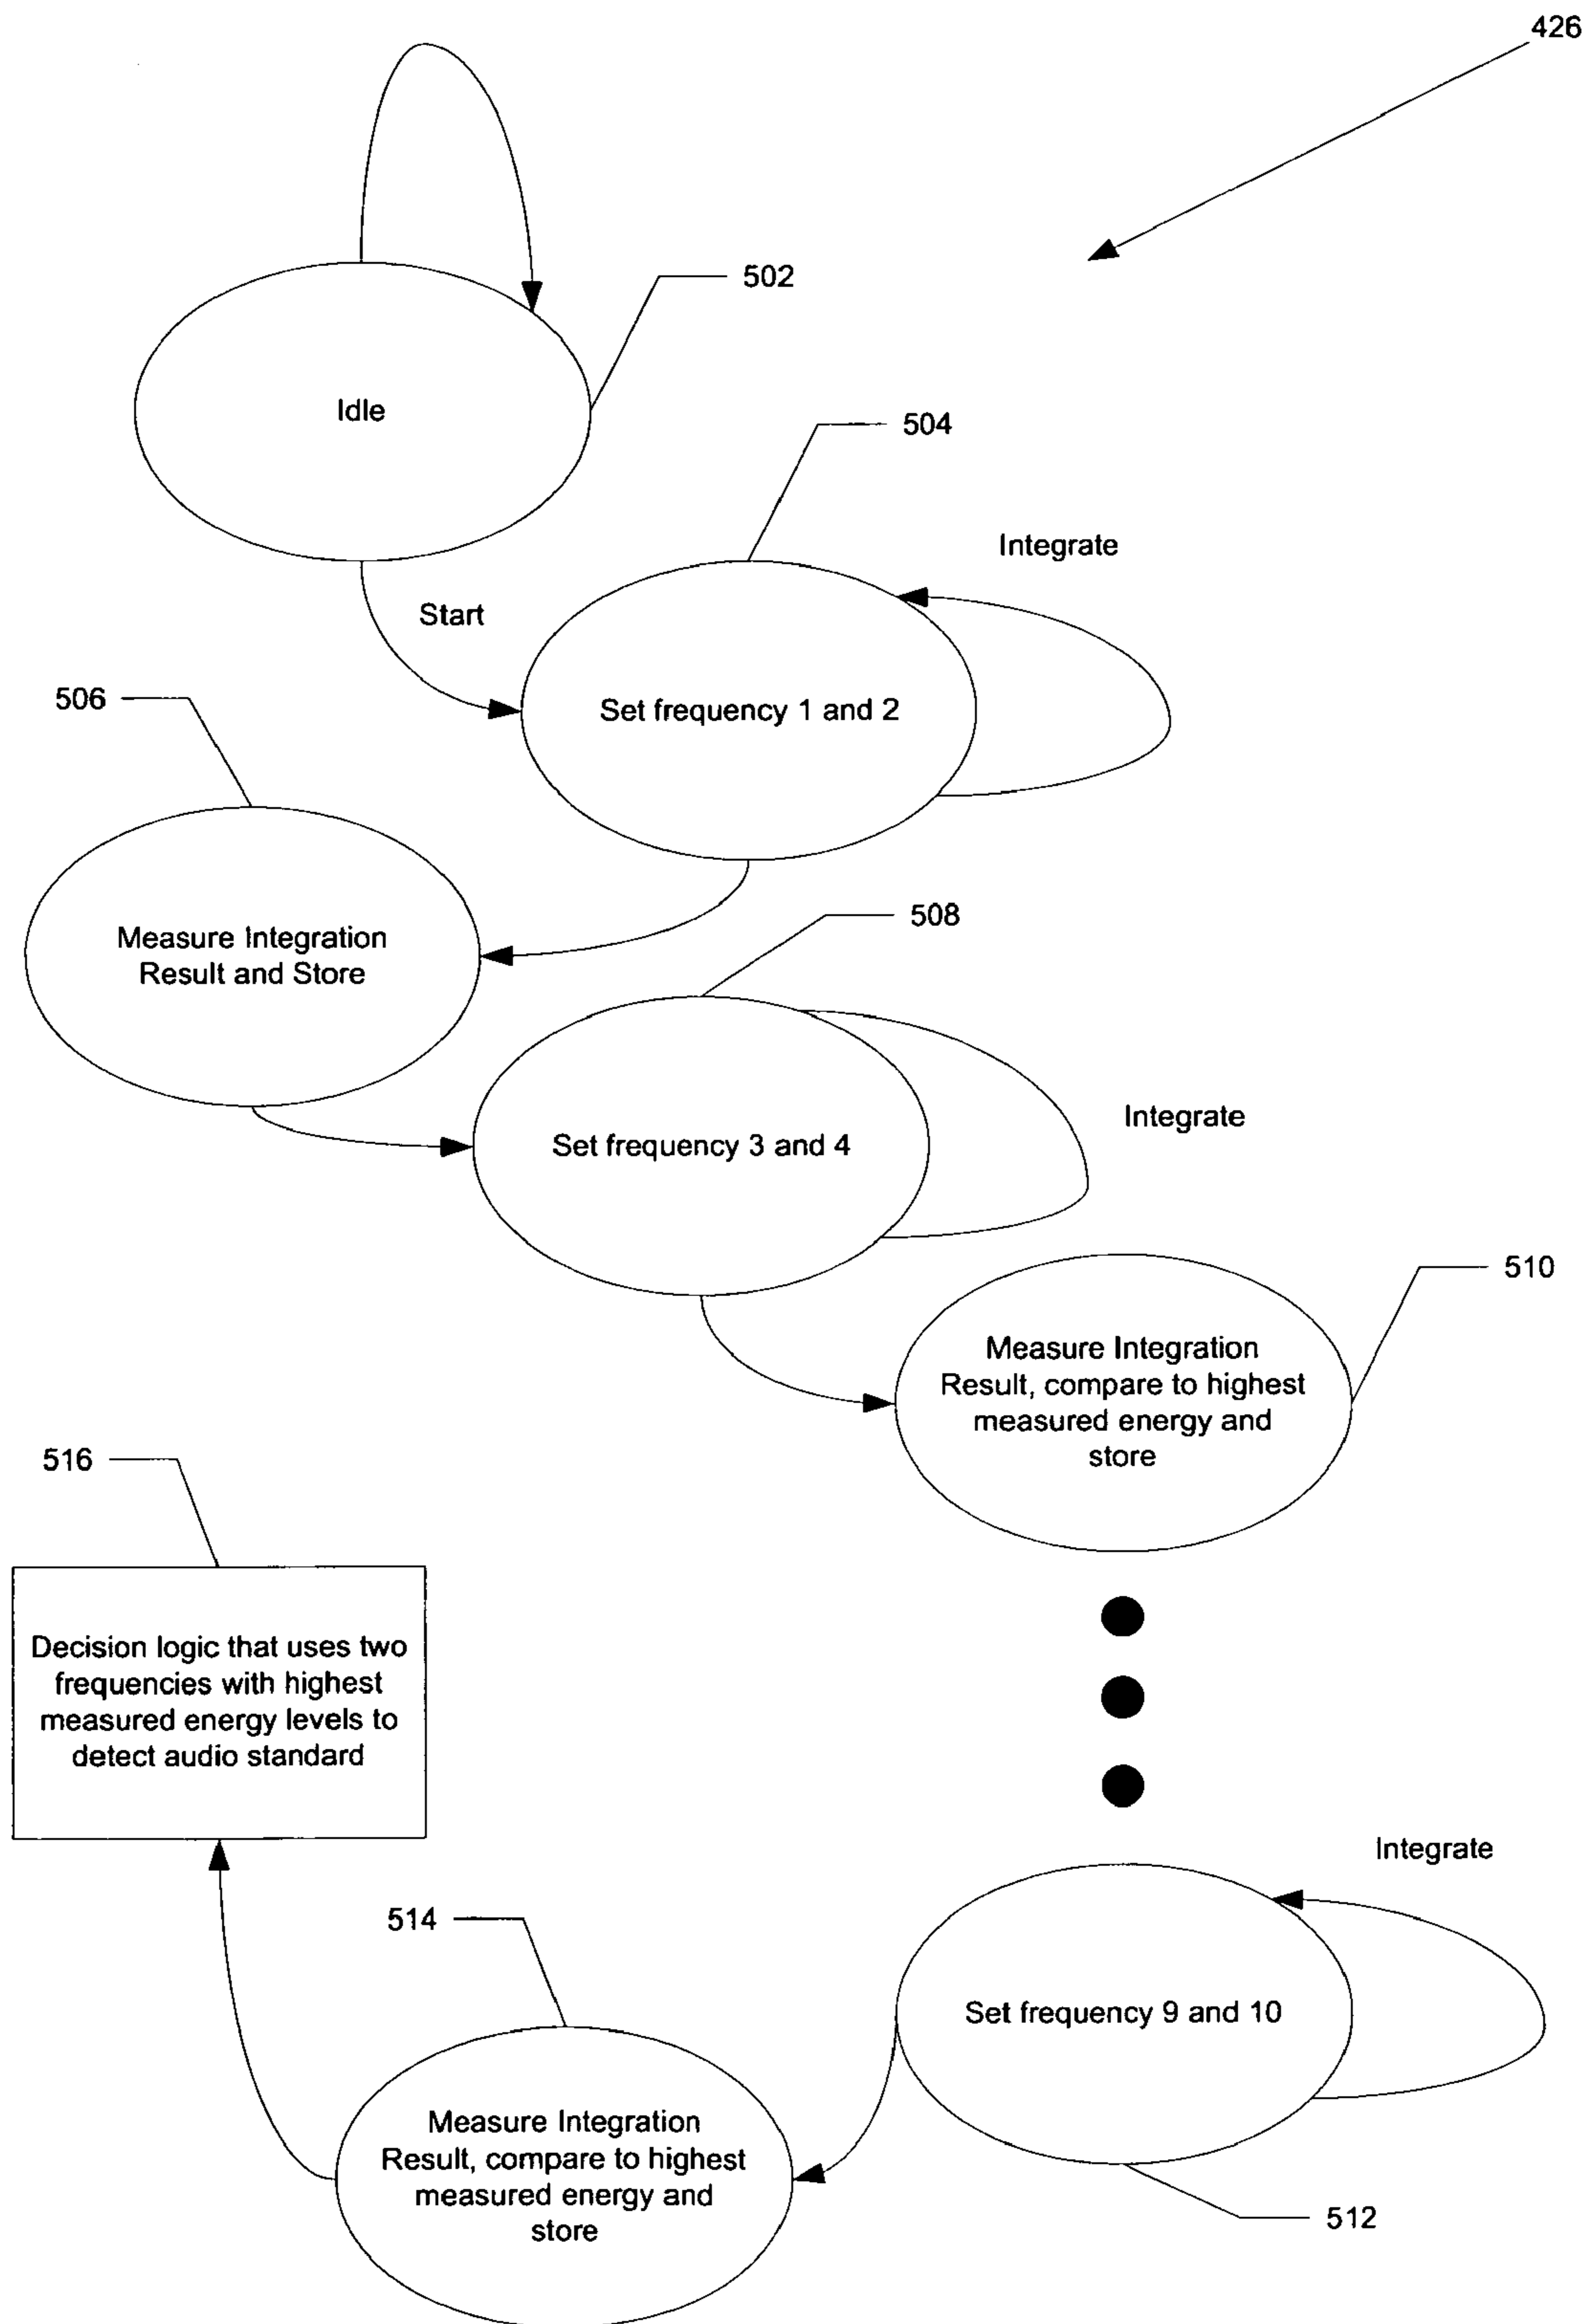 426
502
Idle
504
Integrate
Start
506
Set frequency 1 and 2
508
Measure Integration
Result and Store
Integrate
Set frequency 3 and 4
510
Measure Integration
Result, compare to highest
measured energy and
store
516
Decision logic that uses two
frequencies with highest
measured energy levels to
detect audio standard
Integrate
514
Set frequency 9 and 10
Measure Integration
Result, compare to highest
measured energy and
store
512